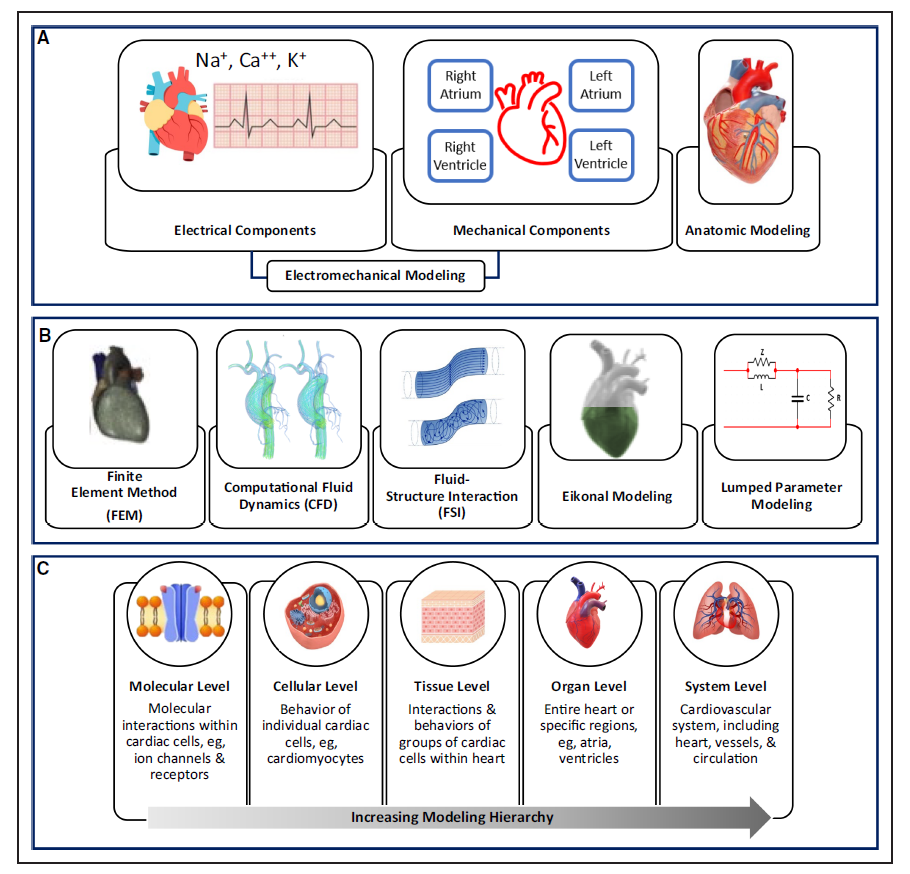 A
Na⁺, Ca⁺⁺, K⁺
Right
Atrium
Left
Atrium
Right
Ventricle
Left
Ventricle
Electrical Components
Mechanical Components
Anatomic Modeling
Electromechanical Modeling
B
Z
L
C
R
Finite
Element Method
(FEM)
Computational Fluid
Dynamics (CFD)
Fluid-
Structure Interaction
(FSI)
Eikonal Modeling
Lumped Parameter
Modeling
C
Molecular Level
Molecular
interactions within
cardiac cells, eg,
ion channels &
receptors
Cellular Level
Behavior of
individual cardiac
cells, eg,
cardiomyocytes
Tissue Level
Interactions &
behaviors of
groups of cardiac
cells within heart
Organ Level
Entire heart or
specific regions,
eg, atria,
ventricles
System Level
Cardiovascular
system, including
heart, vessels, &
circulation
Increasing Modeling Hierarchy